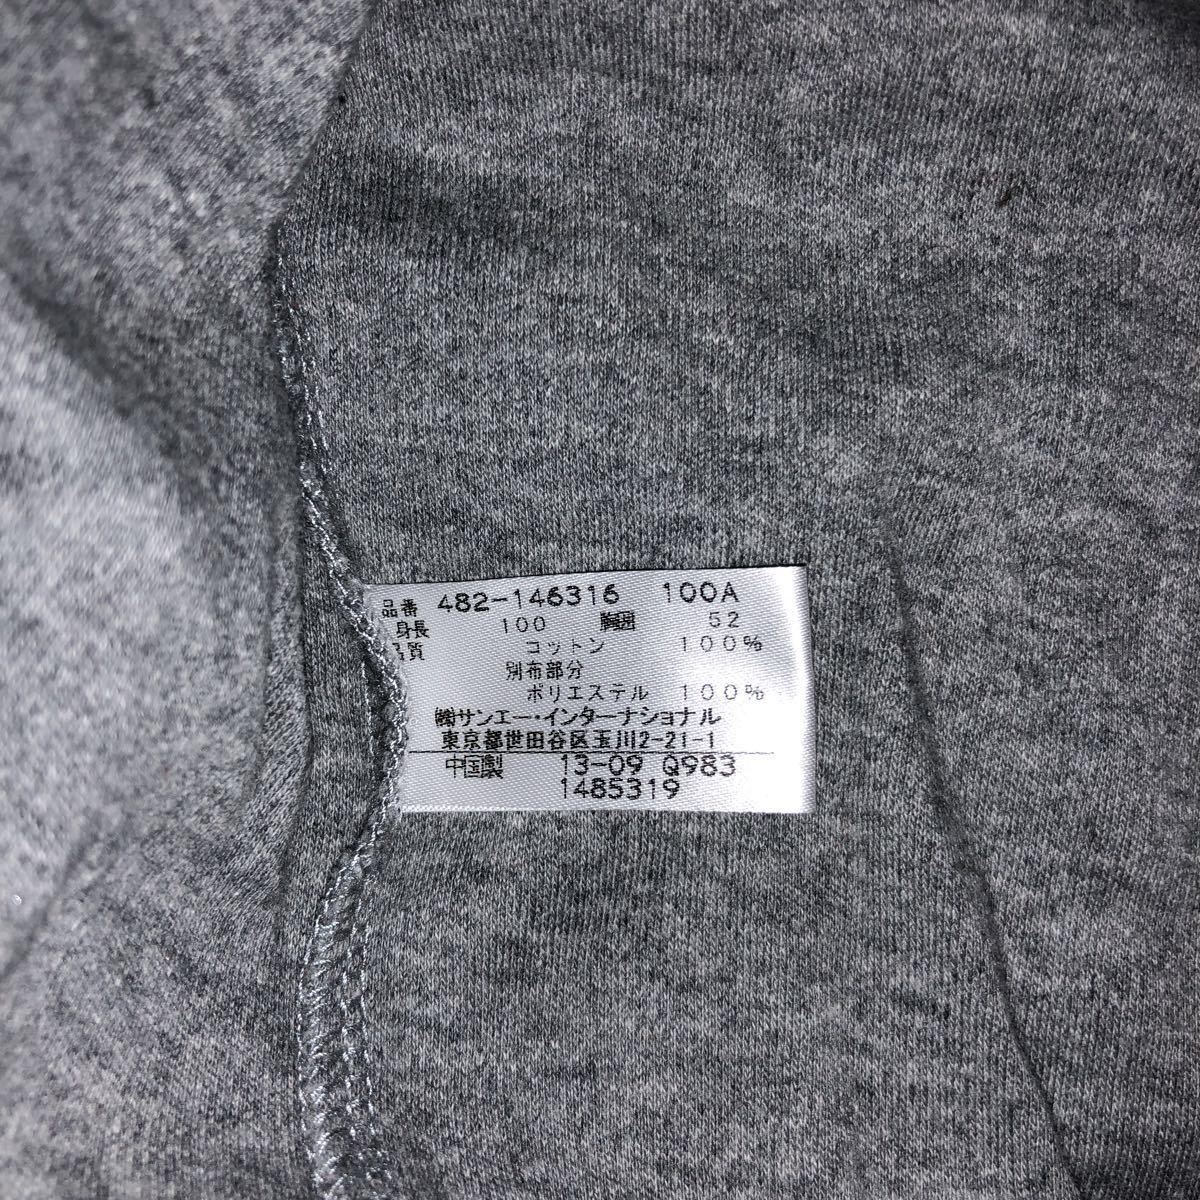 品番 482-146316 100A
身長 100 胸囲 52
品質 コットン 100%
別布部分
ポリエステル 100%
㈱サンエー・インターナショナル
東京都世田谷区玉川2-21-1
中国製 13-09 Q983
1485319